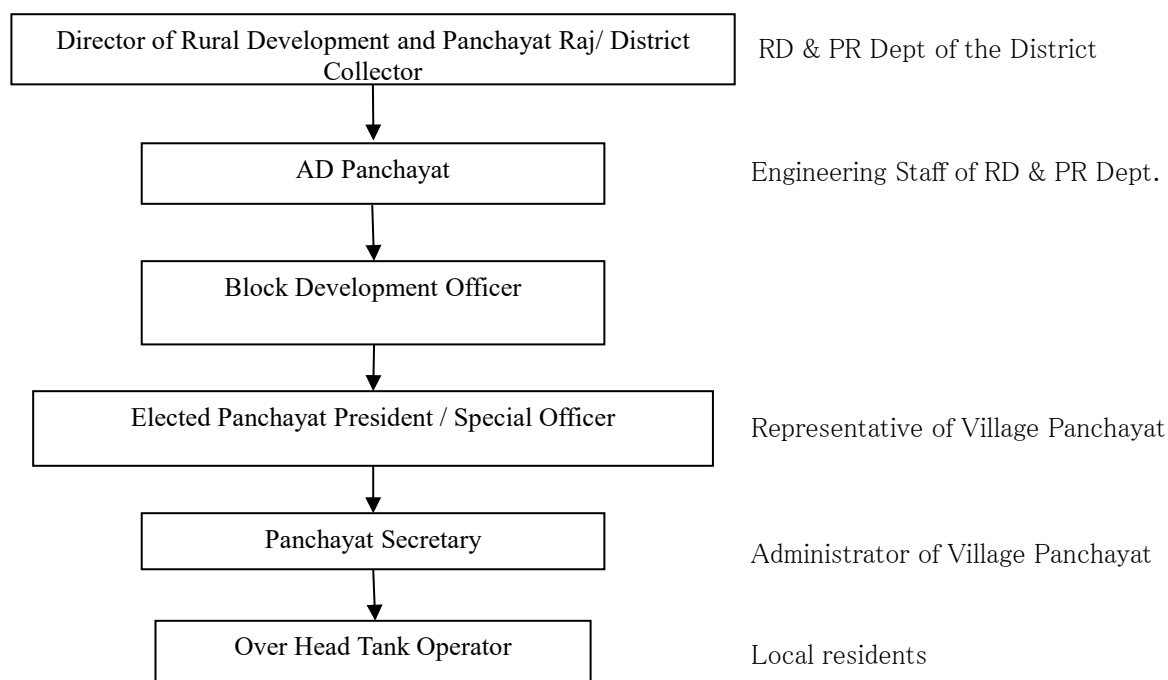 Director of Rural Development and Panchayat Raj/ District
Collector
RD & PR Dept of the District
AD Panchayat
Engineering Staff of RD & PR Dept.
Block Development Officer
Elected Panchayat President / Special Officer
Representative of Village Panchayat
Panchayat Secretary
Administrator of Village Panchayat
Over Head Tank Operator
Local residents